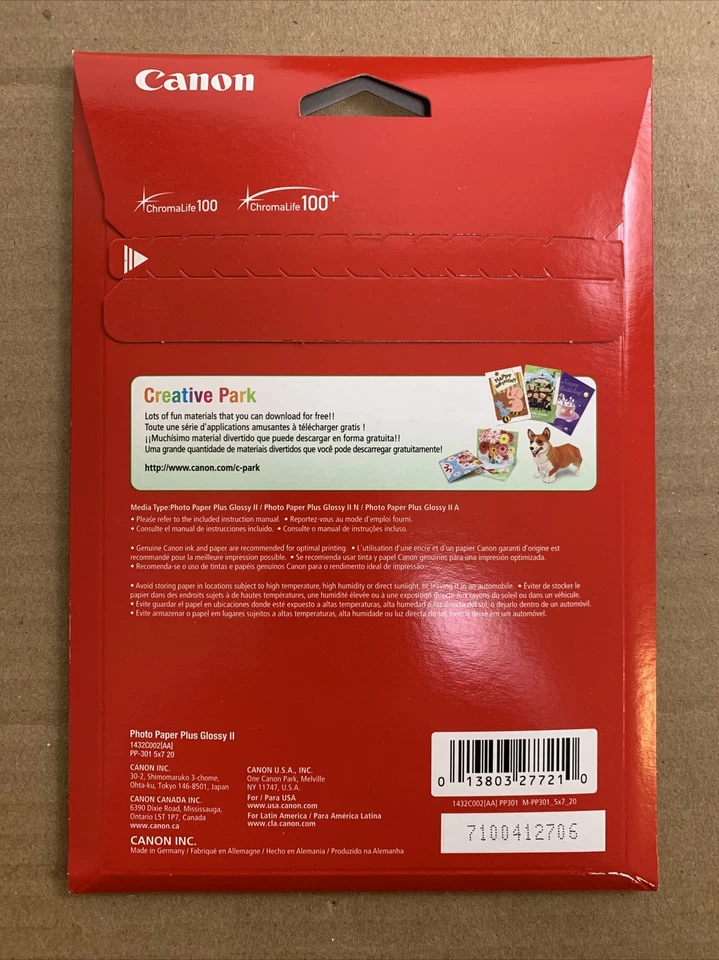 Canon
ChromaLife 100 ChromaLife 100+
Creative Park
Lots of fun materials that you can download for free!!
Toute une série d'applications amusantes à télécharger gratis !
¡¡Muchísimo material divertido que puede descargar en forma gratuita!!
Uma grande quantidade de materiais divertidos que você pode descarregar gratuitamente!
http://www.canon.com/c-park
Media Type:Photo Paper Plus Glossy II / Photo Paper Plus Glossy II N / Photo Paper Plus Glossy II A
• Please refer to the included instruction manual. • Reportez-vous au mode d'emploi fourni.
• Consulte el manual de instrucciones incluido. • Consulte o manual de instruções incluso.
• Genuine Canon ink and paper are recommended for optimal printing. • L'utilisation d'une encre et d'un papier Canon garanti d'origine est
recommandé pour la meilleure impression possible. • Se recomienda usar tinta y papel Canon genuinos para una impresión optimizada.
• Recomenda-se o uso de tintas e papéis genuínos Canon para o rendimento ideal de impressão.
• Avoid storing paper in locations subject to high temperature, high humidity or direct sunlight, or leaving it in an automobile. • Éviter de stocker le
papier dans des endroits sujets à de hautes températures, une humidité élevée ou à une exposition directe aux rayons du soleil ou dans un véhicule.
• Evite guardar el papel en ubicaciones donde esté expuesto a altas temperaturas, alta humedad o luz directa del sol, o dejarlo dentro de un automóvil.
• Evite armazenar o papel em lugares sujeitos a altas temperaturas, alta humidade ou luz directa do sol, bem o deixe em um automóvel.
Photo Paper Plus Glossy II
1432C002[AA]
PP-301 5x7 20
CANON INC.
30-2, Shimomaruko 3-chome,
Ohta-ku, Tokyo 146-8501, Japan
CANON CANADA INC.
6390 Dixie Road, Mississauga,
Ontario L5T 1P7, Canada
www.canon.ca
CANON U.S.A., INC.
One Canon Park, Melville
NY 11747, U.S.A.
For / Para USA
www.usa.canon.com
For Latin America / Para América Latina
www.cla.canon.com
CANON INC.
Made in Germany / Fabriqué en Allemagne / Hecho en Alemania / Produzido na Alemanha
0 13803 27721 0
1432C002[AA] PP301 M-PP301_5x7_20
7100412706